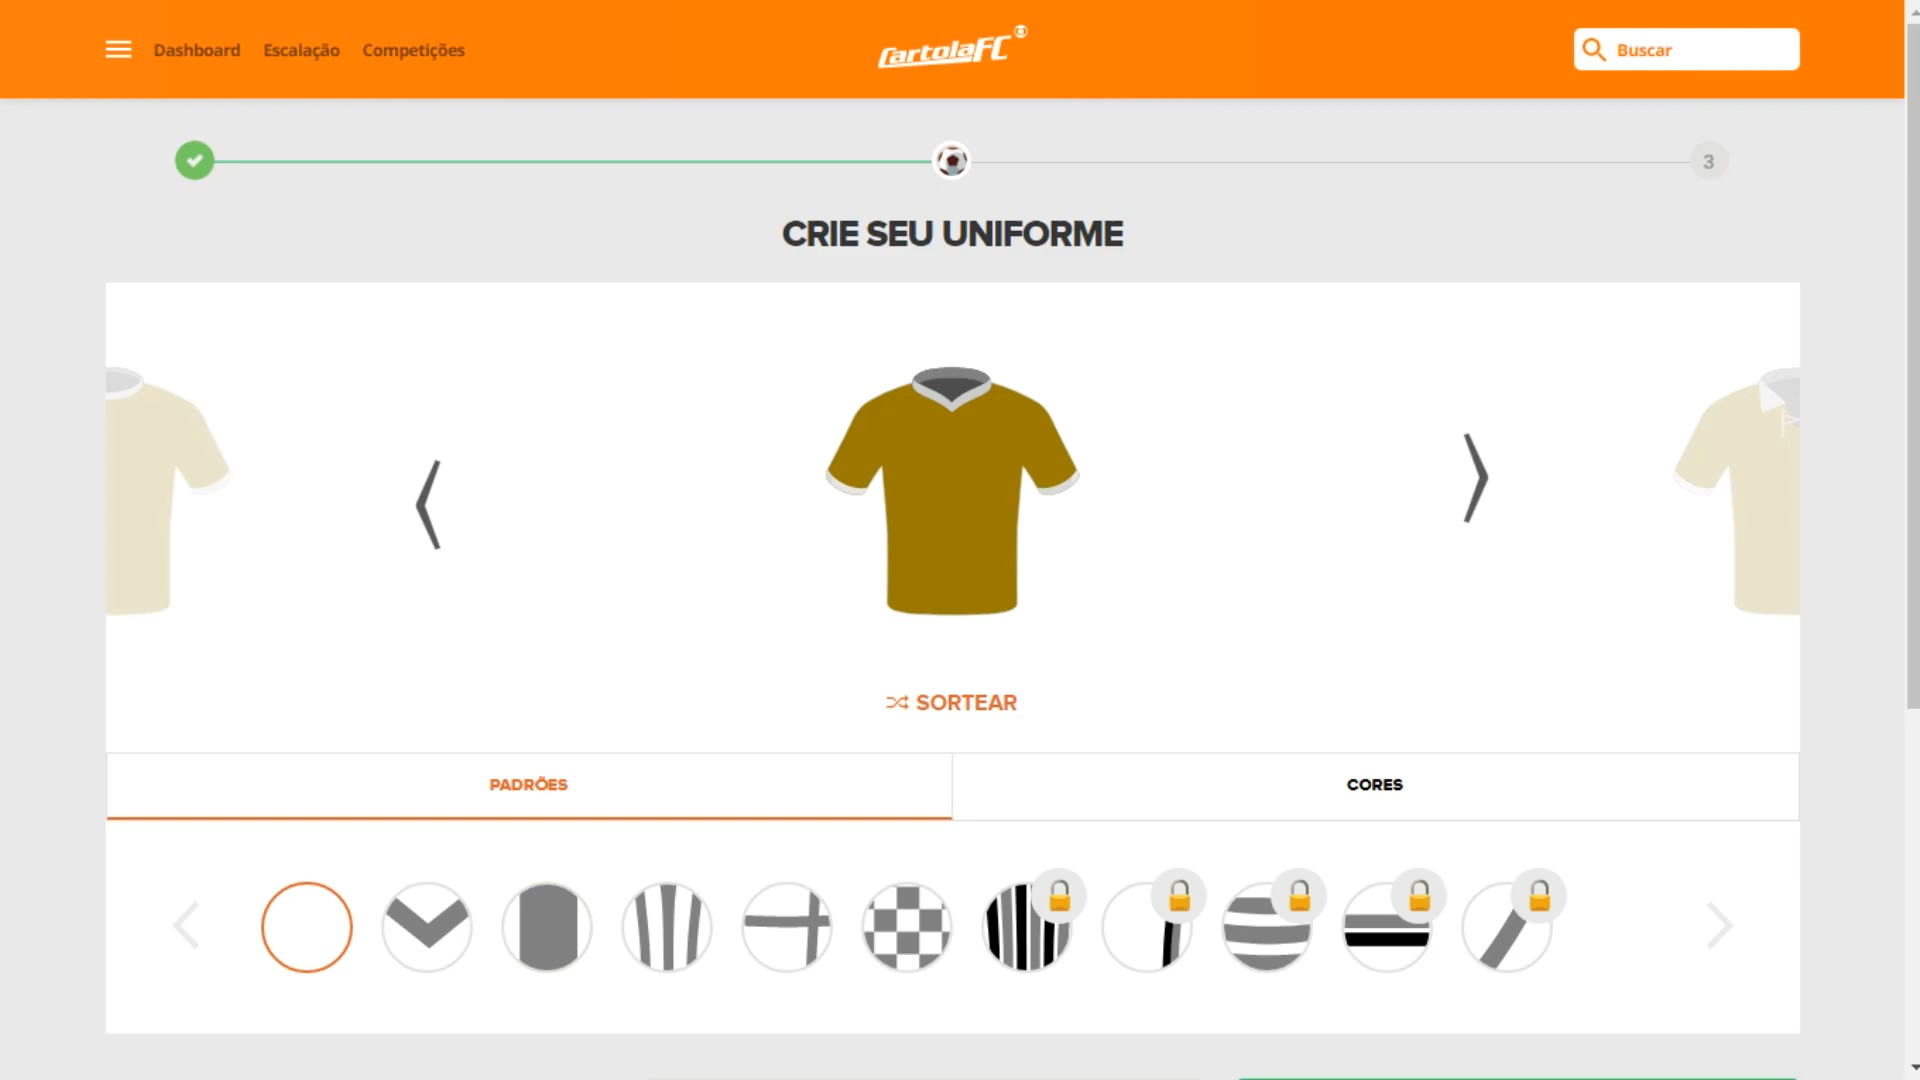 Dashboard Escalação Competições CartolaFC Buscar
3
CRIE SEU UNIFORME
SORTEAR
PADRÕES CORES